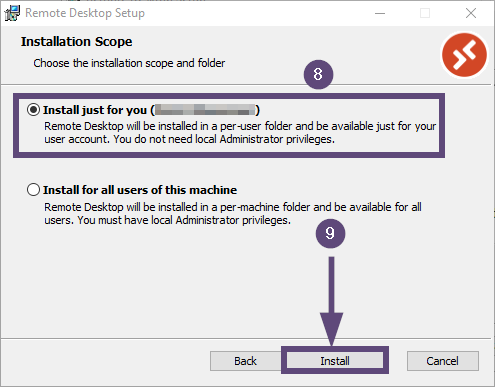 Remote Desktop Setup
Installation Scope
Choose the installation scope and folder
8
Install just for you (
)
Remote Desktop will be installed in a per-user folder and be available just for your
user account. You do not need local Administrator privileges.
Install for all users of this machine
Remote Desktop will be installed in a per-machine folder and be available for all
users. You must have local Administrator privileges.
9
Back
Install
Cancel